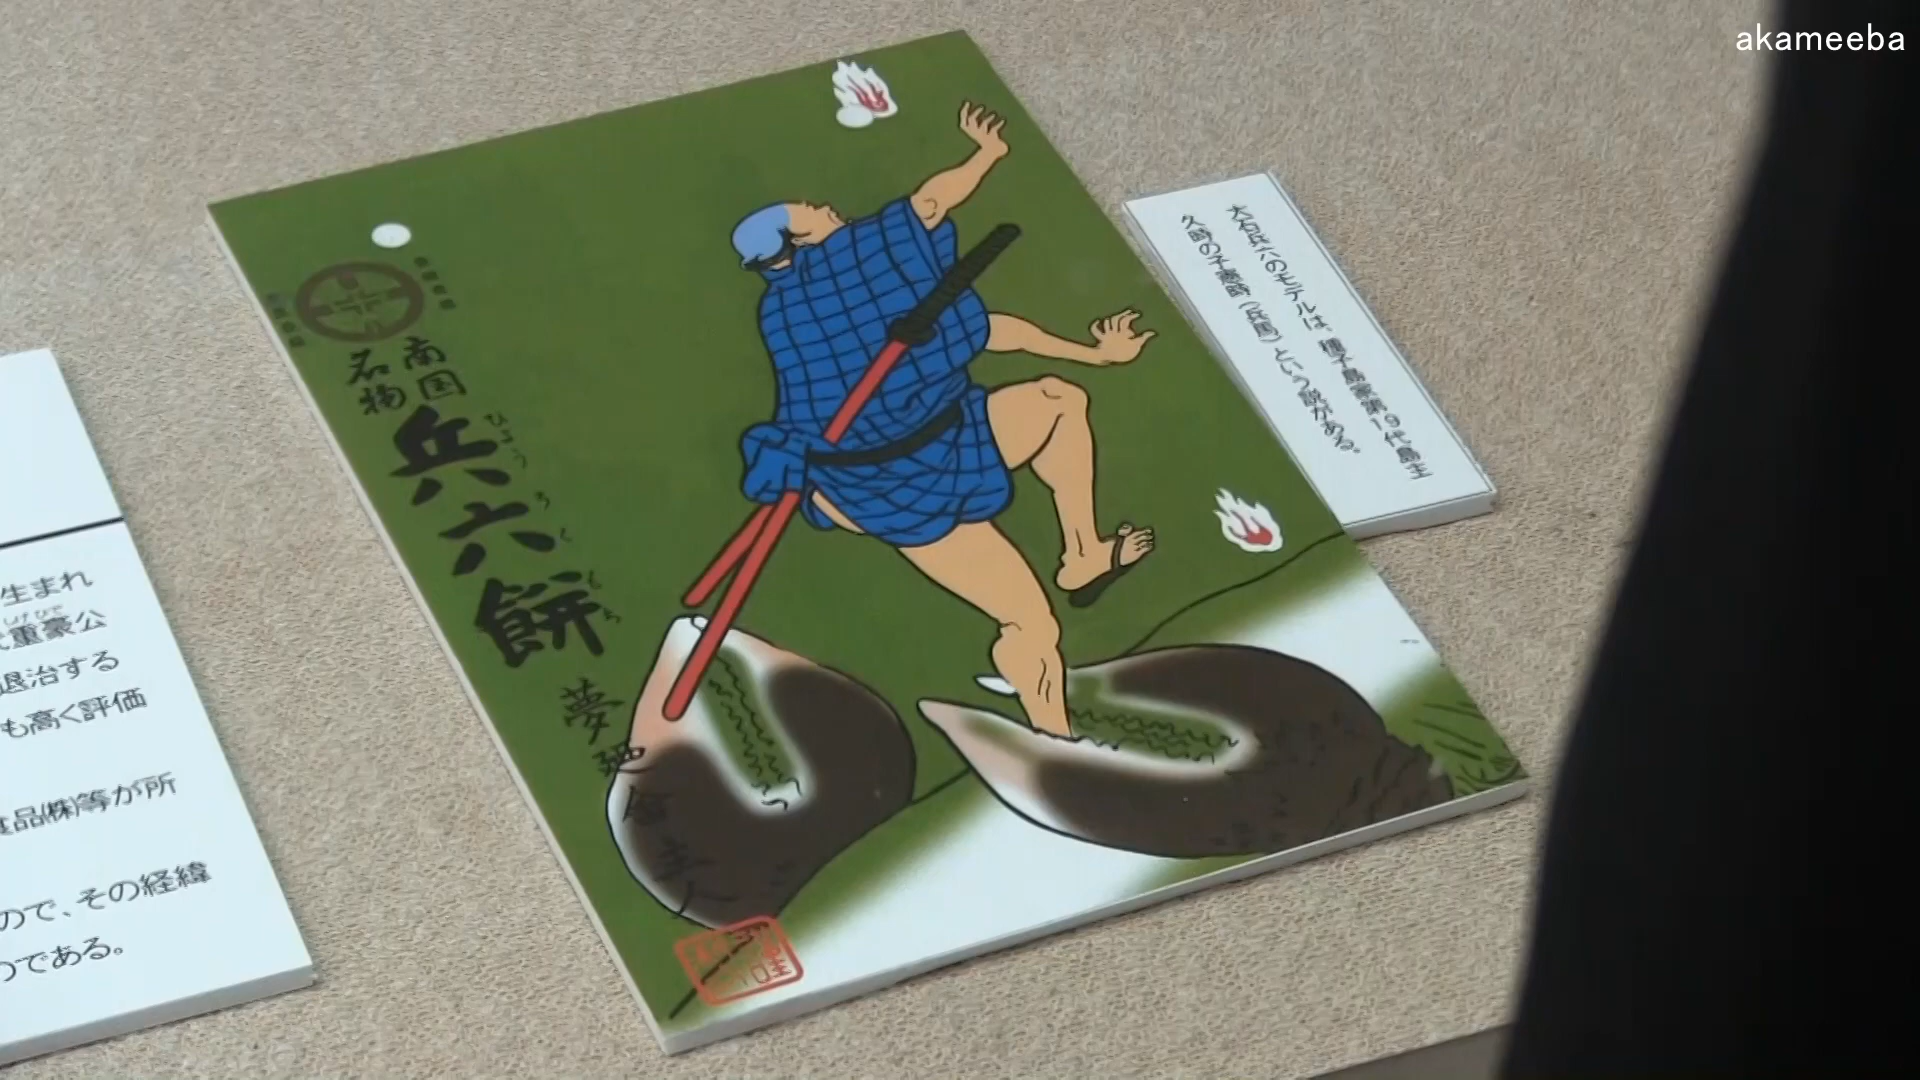 akameeba
南国
名物
兵六餅
ひょうろくもち
夢廼舎主人
大石兵六のモデルは、種子島家第19代島主
久時の子憲時（兵馬）という説がある。
生まれ
重豪公
退治する
も高く評価
食品(株)等が所
ので、その経緯
のである。